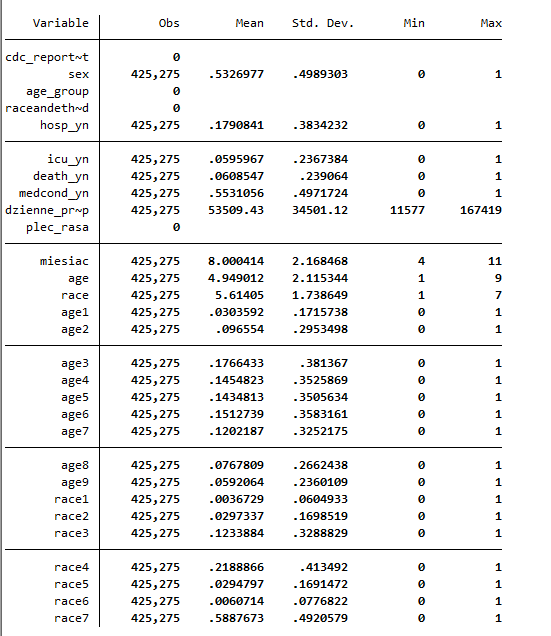 Variable Obs Mean Std. Dev. Min Max
cdc_report~t 0
sex 425,275 .5326977 .4989303 0 1
age_group 0
raceandeth~d 0
hosp_yn 425,275 .1790841 .3834232 0 1
icu_yn 425,275 .0595967 .2367384 0 1
death_yn 425,275 .0608547 .239064 0 1
medcond_yn 425,275 .5531056 .4971724 0 1
dzienne_pr~p 425,275 53509.43 34501.12 11577 167419
plec_rasa 0
miesiac 425,275 8.000414 2.168468 4 11
age 425,275 4.949012 2.115344 1 9
race 425,275 5.61405 1.738649 1 7
age1 425,275 .0303592 .1715738 0 1
age2 425,275 .096554 .2953498 0 1
age3 425,275 .1766433 .381367 0 1
age4 425,275 .1454823 .3525869 0 1
age5 425,275 .1434813 .3505634 0 1
age6 425,275 .1512739 .3583161 0 1
age7 425,275 .1202187 .3252175 0 1
age8 425,275 .0767809 .2662438 0 1
age9 425,275 .0592064 .2360109 0 1
race1 425,275 .0036729 .0604933 0 1
race2 425,275 .0297337 .1698519 0 1
race3 425,275 .1233884 .3288829 0 1
race4 425,275 .2188866 .413492 0 1
race5 425,275 .0294797 .1691472 0 1
race6 425,275 .0060714 .0776822 0 1
race7 425,275 .5887673 .4920579 0 1